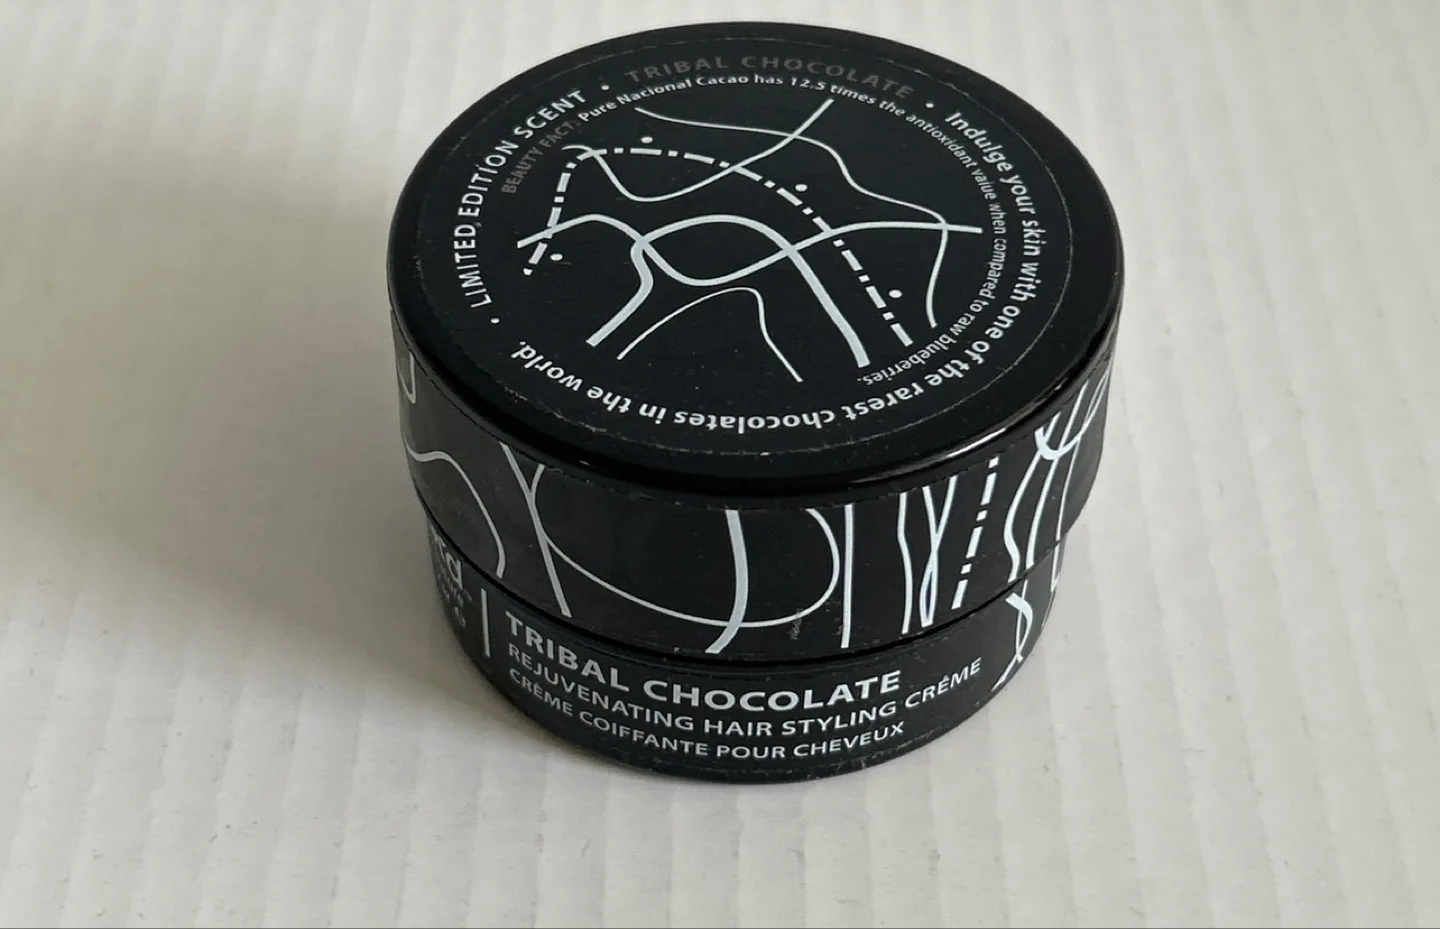 • LIMITED EDITION SCENT • TRIBAL CHOCOLATE • Indulge your skin with one of the rarest chocolates in the world.
BEAUTY FACT: Pure Nacional Cacao has 12.5 times the antioxidant value when compared to raw blueberries.
TRIBAL CHOCOLATE
REJUVENATING HAIR STYLING CRÉME
CRÈME COIFFANTE POUR CHEVEUX